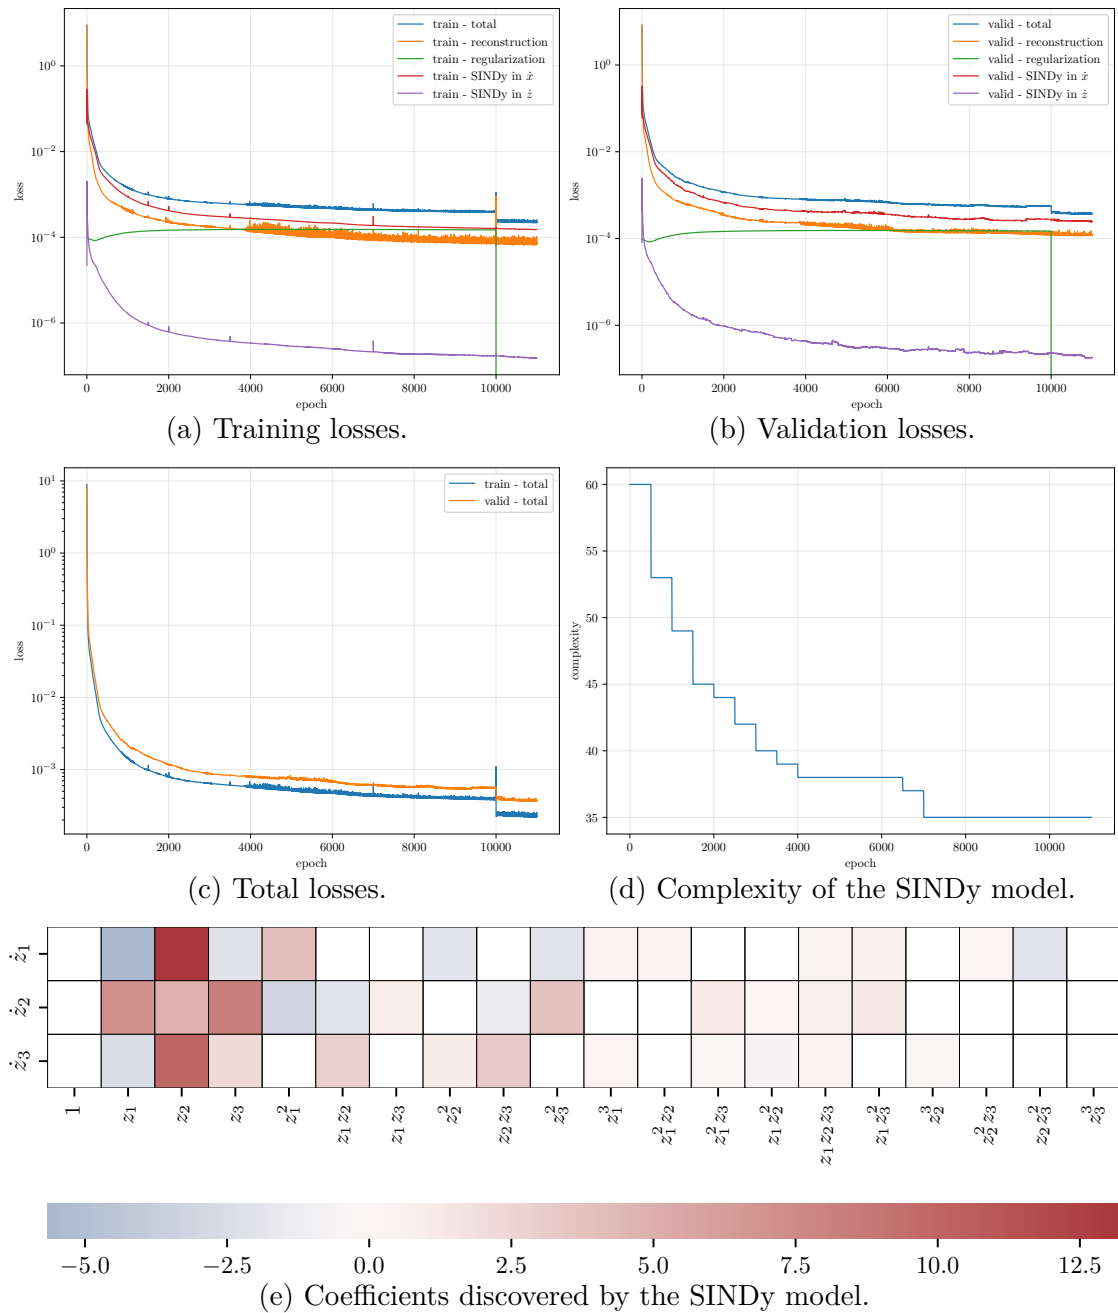 train - total
train - reconstruction
train - regularization
train - SINDy in ẋ
train - SINDy in ż
10⁰
10⁻²
10⁻⁴
10⁻⁶
loss
0 2000 4000 6000 8000 10000
epoch
(a) Training losses.
valid - total
valid - reconstruction
valid - regularization
valid - SINDy in ẋ
valid - SINDy in ż
10⁰
10⁻²
10⁻⁴
10⁻⁶
loss
0 2000 4000 6000 8000 10000
epoch
(b) Validation losses.
train - total
valid - total
10¹
10⁰
10⁻¹
10⁻²
10⁻³
loss
0 2000 4000 6000 8000 10000
epoch
(c) Total losses.
60
55
50
45
40
35
complexity
0 2000 4000 6000 8000 10000
epoch
(d) Complexity of the SINDy model.
ż₁
ż₂
ż₃
1 z₁ z₂ z₃ z₁² z₁z₂ z₁z₃ z₂² z₂z₃ z₃² z₁³ z₁²z₂ z₁²z₃ z₁z₂² z₁z₂z₃ z₁z₃² z₂³ z₂²z₃ z₂z₃² z₃³
−5.0 −2.5 0.0 2.5 5.0 7.5 10.0 12.5
(e) Coefficients discovered by the SINDy model.